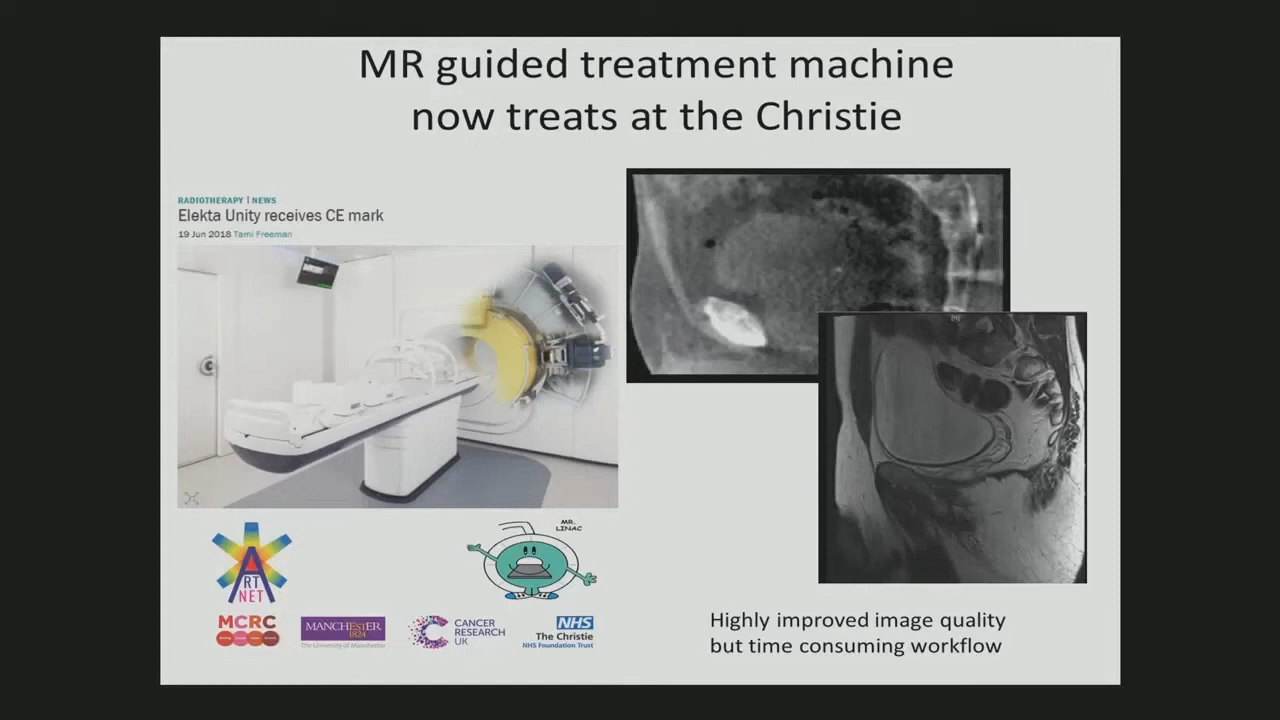 MR guided treatment machine
now treats at the Christie
RADIOTHERAPY | NEWS
Elekta Unity receives CE mark
19 Jun 2018 Tami Freeman
MR.
LINAC
ART
NET
MCRC
MANCHESTER
1824
The University of Manchester
CANCER
RESEARCH
UK
NHS
The Christie
NHS Foundation Trust
Highly improved image quality
but time consuming workflow